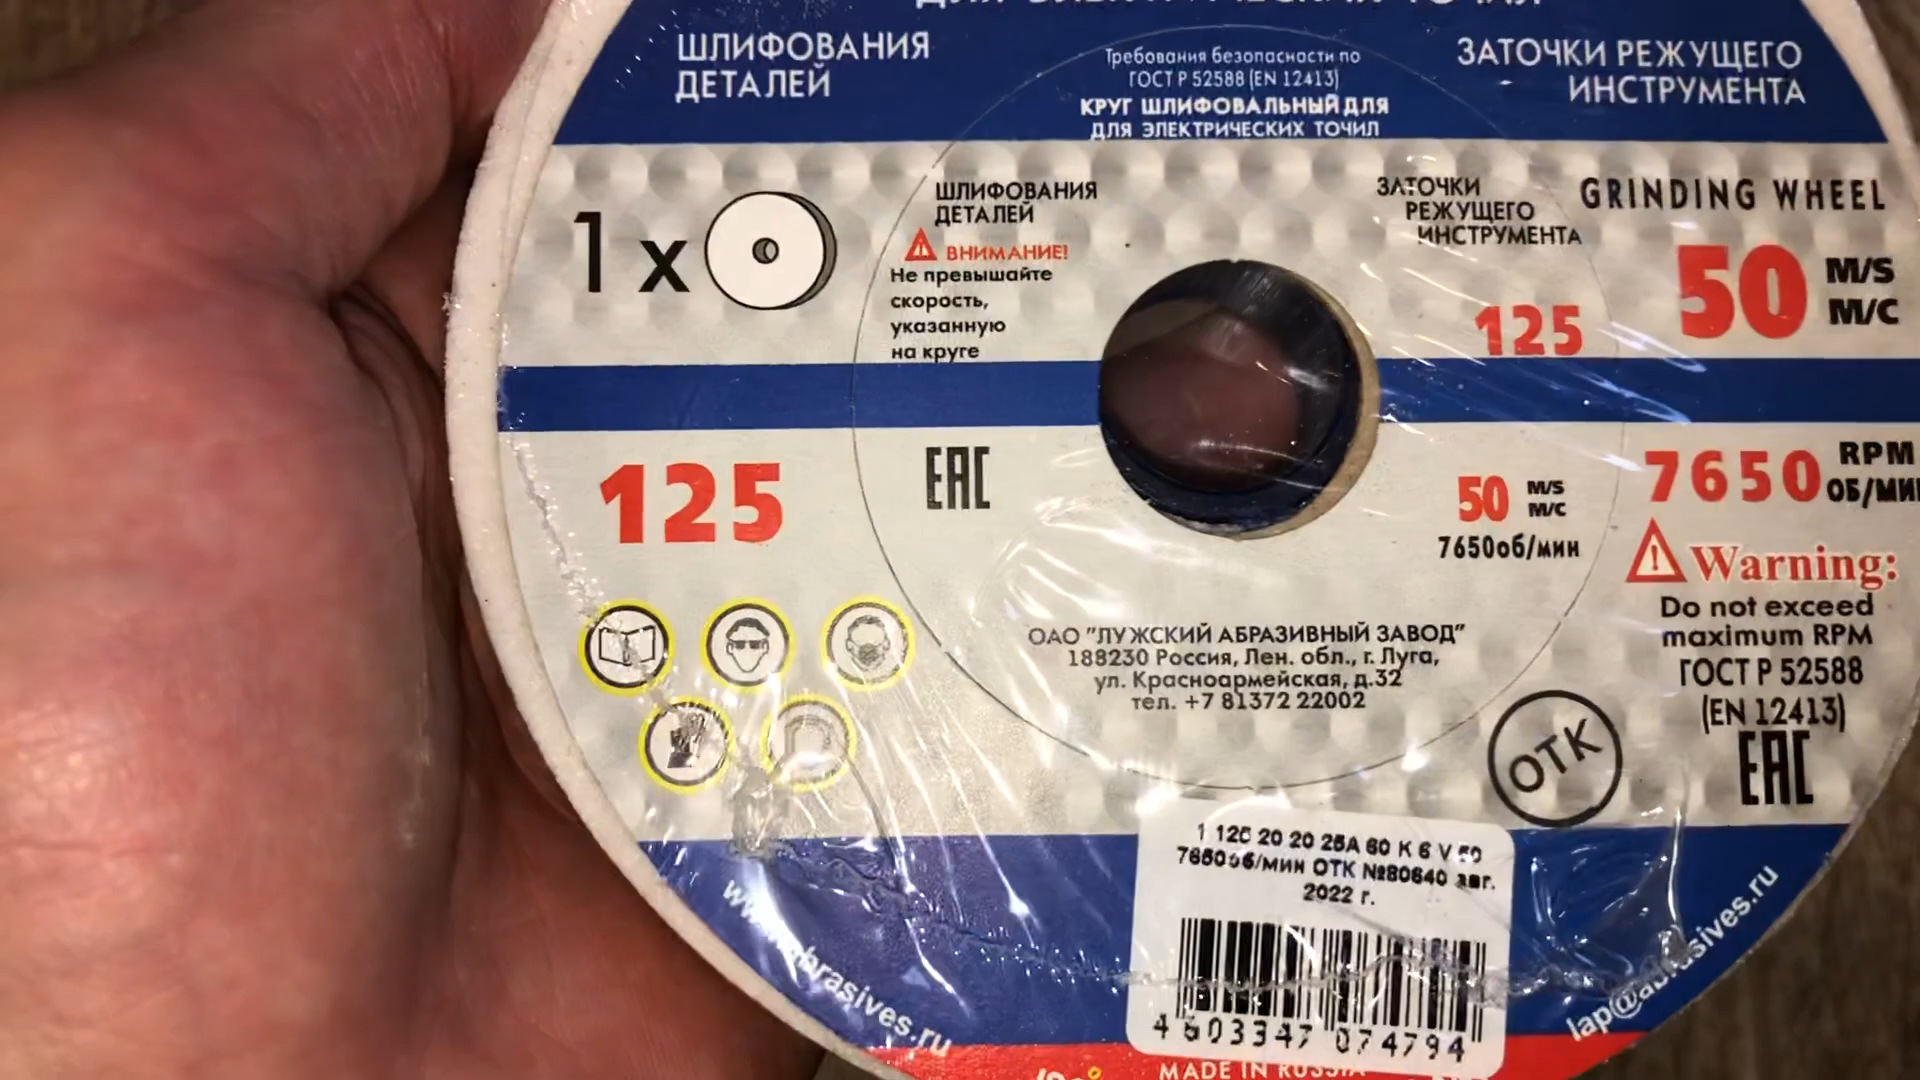 ДЛЯ ЭЛЕКТРИЧЕСКИХ ТОЧИЛ
ШЛИФОВАНИЯ
ДЕТАЛЕЙ
Требования безопасности по
ГОСТ Р 52588 (EN 12413)
КРУГ ШЛИФОВАЛЬНЫЙ ДЛЯ
ДЛЯ ЭЛЕКТРИЧЕСКИХ ТОЧИЛ
ЗАТОЧКИ РЕЖУЩЕГО
ИНСТРУМЕНТА
1 x
ШЛИФОВАНИЯ
ДЕТАЛЕЙ
ВНИМАНИЕ!
Не превышайте
скорость,
указанную
на круге
ЗАТОЧКИ
РЕЖУЩЕГО
ИНСТРУМЕНТА
125
GRINDING WHEEL
50 M/S
М/С
125
EAC
50 M/S
М/С
7650об/мин
7650 RPM
ОБ/МИН
Warning:
Do not exceed
maximum RPM
ГОСТ Р 52588
(EN 12413)
EAC
ОАО "ЛУЖСКИЙ АБРАЗИВНЫЙ ЗАВОД"
188230 Россия, Лен. обл., г. Луга,
ул. Красноармейская, д.32
тел. +7 81372 22002
ОТК
1 125 20 20 25А 60 K 6 V 50
7650об/мин ОТК №80640 авг.
2022 г.
4 603347 074794
www.abrasives.ru
lap@abrasives.ru
MADE IN RUSSIA